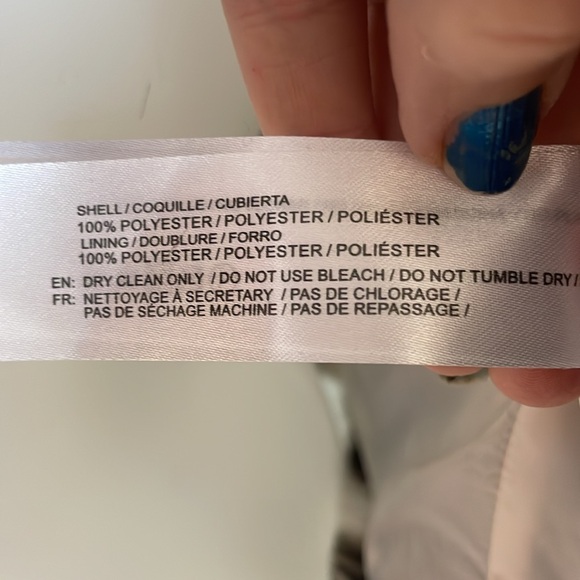 SHELL / COQUILLE / CUBIERTA
100% POLYESTER / POLYESTER / POLIÉSTER
LINING / DOUBLURE / FORRO
100% POLYESTER / POLYESTER / POLIÉSTER
EN: DRY CLEAN ONLY / DO NOT USE BLEACH / DO NOT TUMBLE DRY /
FR: NETTOYAGE À SECRETARY / PAS DE CHLORAGE /
PAS DE SÉCHAGE MACHINE / PAS DE REPASSAGE /